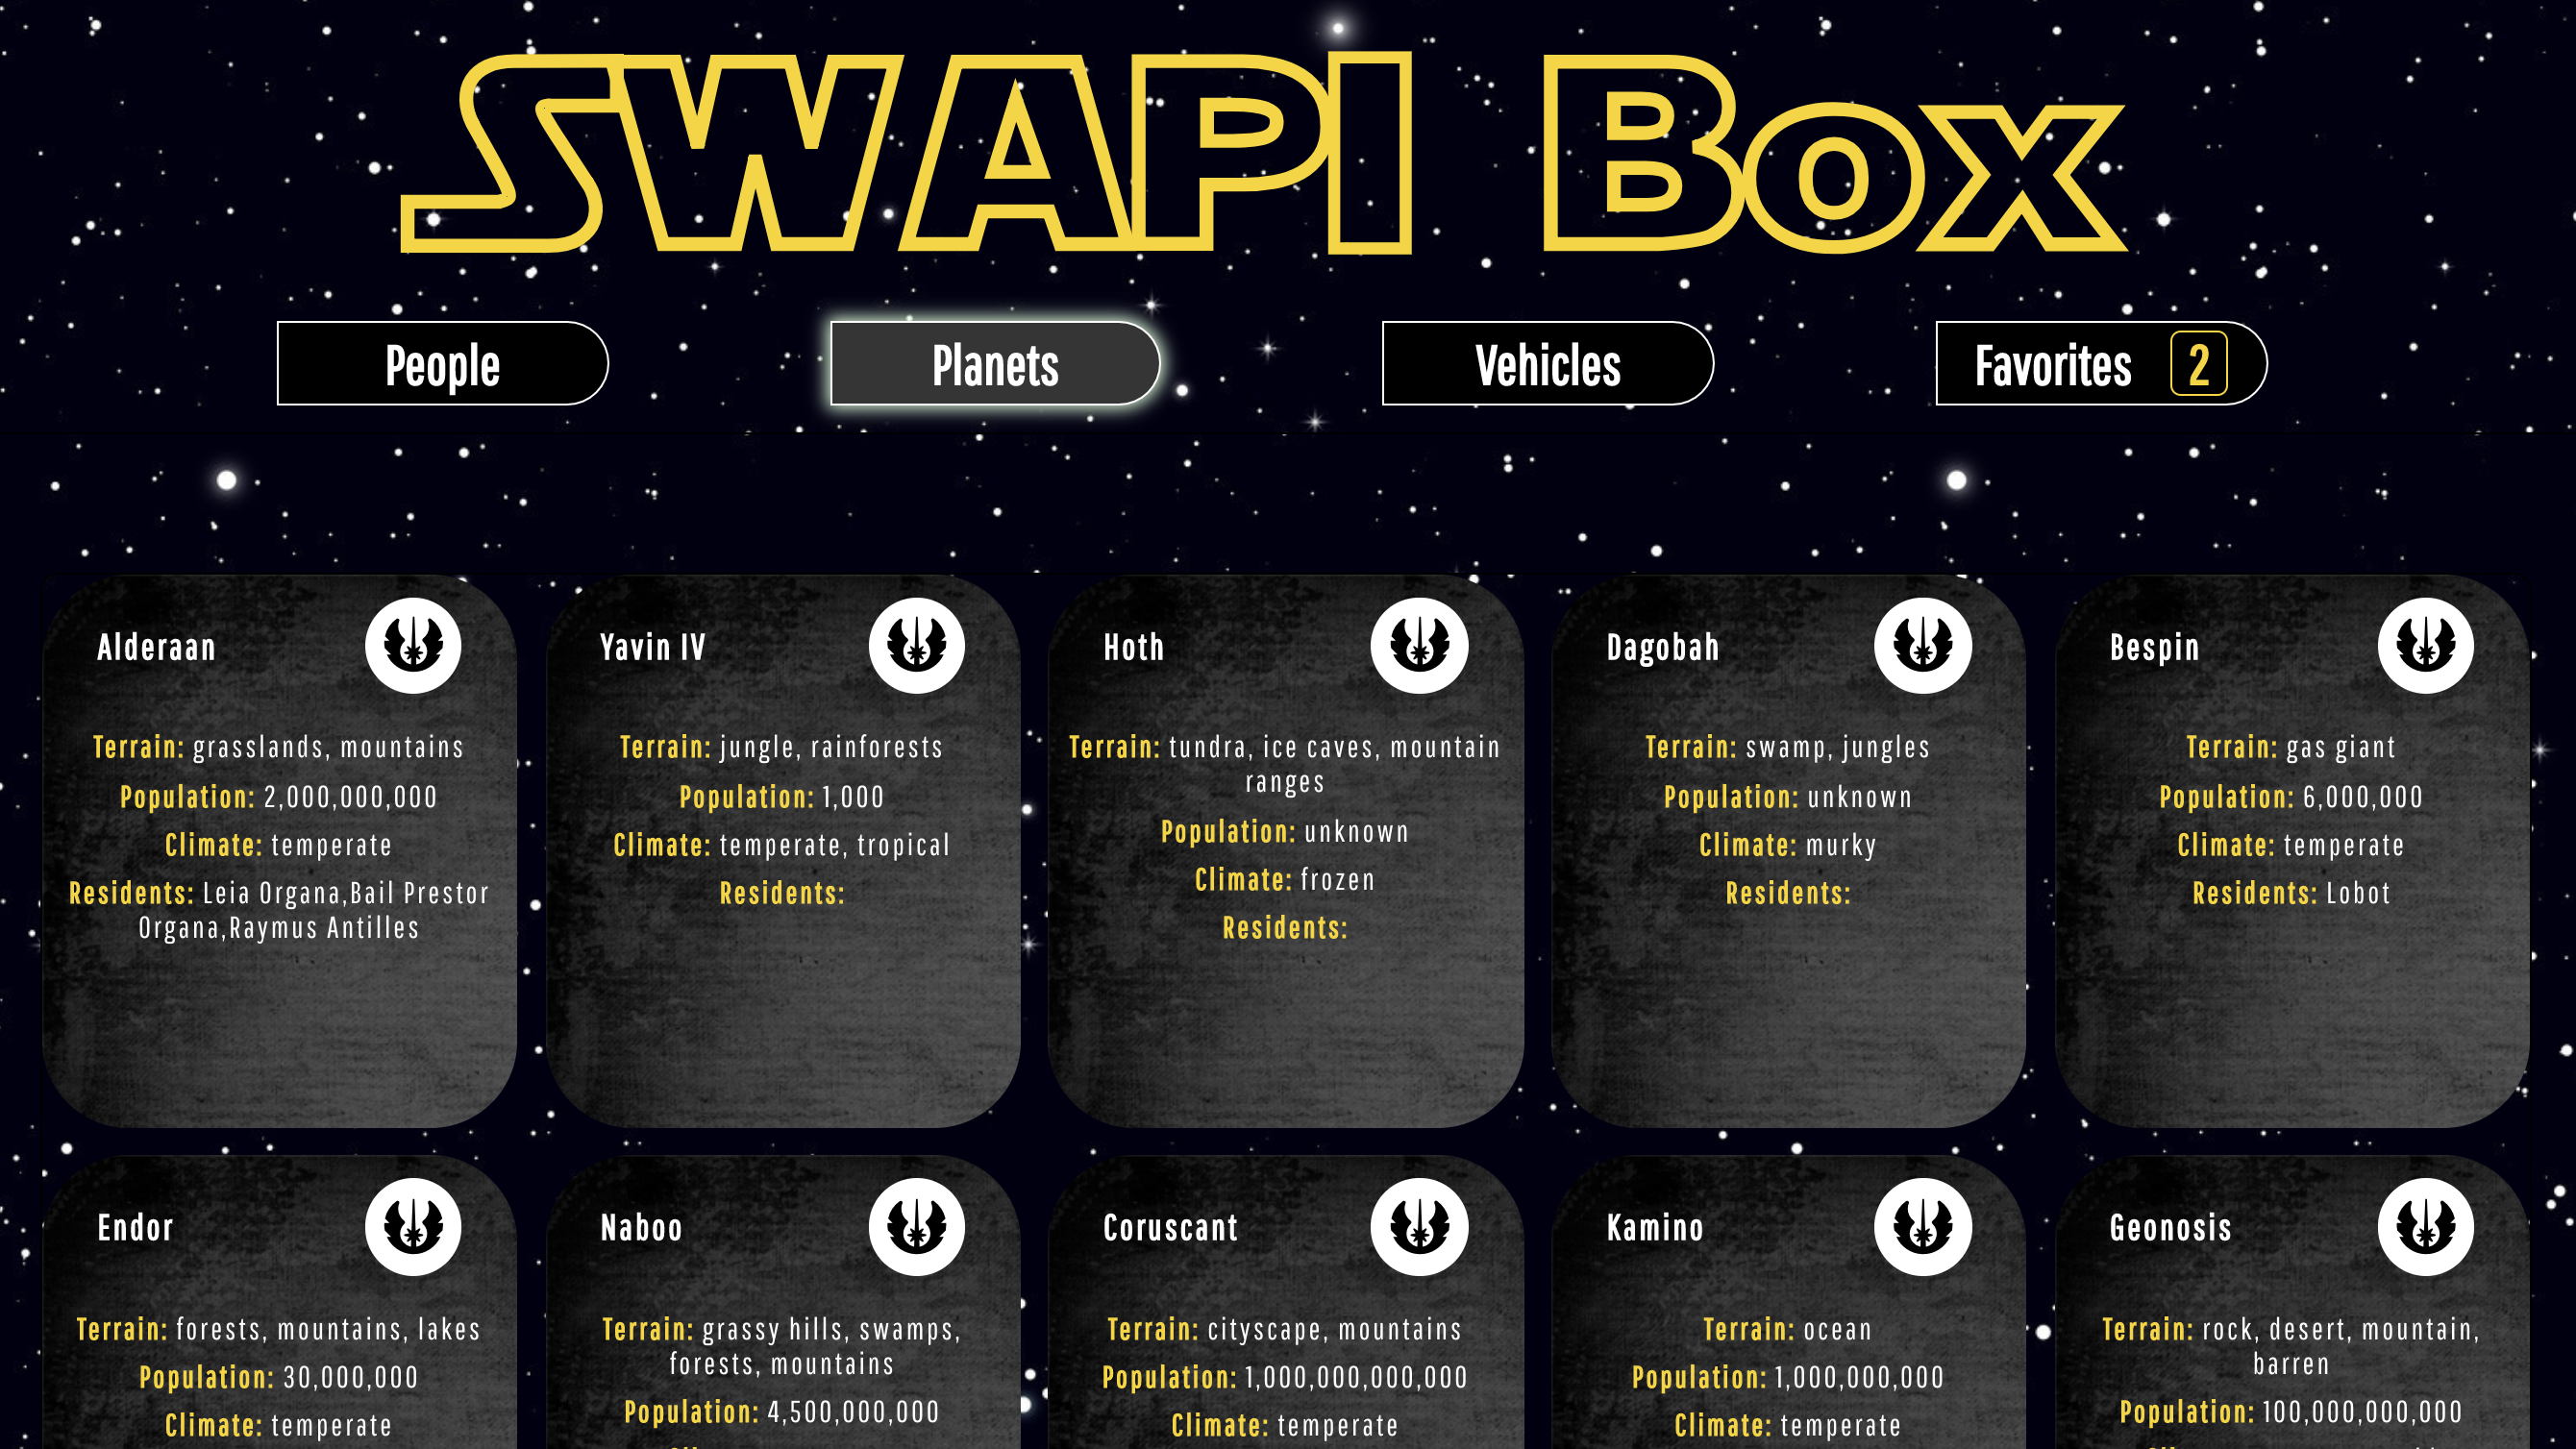 SWAPI Box
People
Planets
Vehicles
Favorites 2
Alderaan
Terrain: grasslands, mountains
Population: 2,000,000,000
Climate: temperate
Residents: Leia Organa,Bail Prestor
Organa,Raymus Antilles
Yavin IV
Terrain: jungle, rainforests
Population: 1,000
Climate: temperate, tropical
Residents:
Hoth
Terrain: tundra, ice caves, mountain
ranges
Population: unknown
Climate: frozen
Residents:
Dagobah
Terrain: swamp, jungles
Population: unknown
Climate: murky
Residents:
Bespin
Terrain: gas giant
Population: 6,000,000
Climate: temperate
Residents: Lobot
Endor
Terrain: forests, mountains, lakes
Population: 30,000,000
Climate: temperate
Naboo
Terrain: grassy hills, swamps,
forests, mountains
Population: 4,500,000,000
Coruscant
Terrain: cityscape, mountains
Population: 1,000,000,000,000
Climate: temperate
Kamino
Terrain: ocean
Population: 1,000,000,000
Climate: temperate
Geonosis
Terrain: rock, desert, mountain,
barren
Population: 100,000,000,000